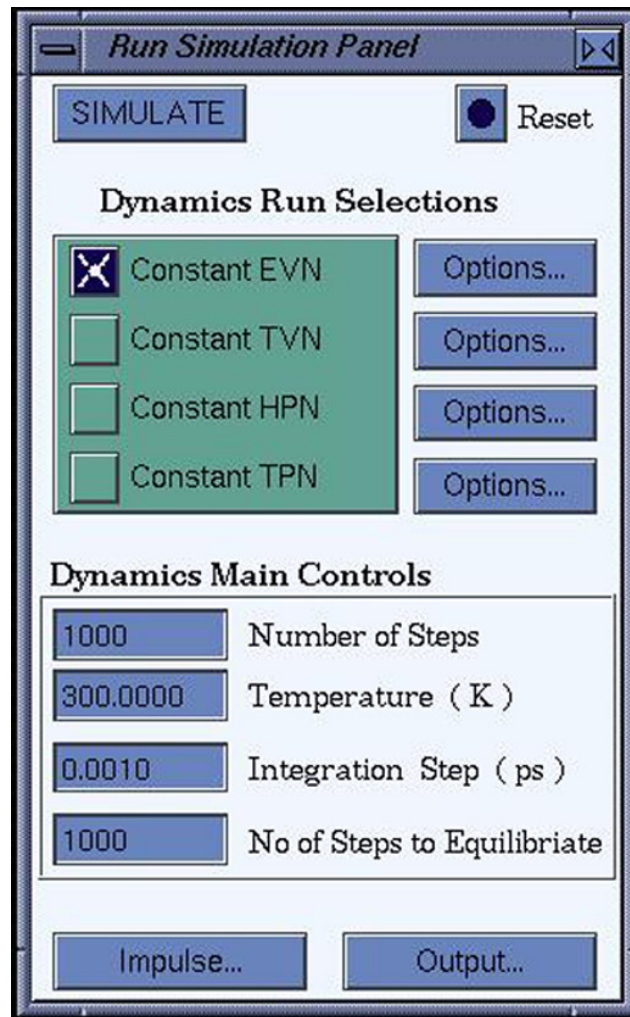 Run Simulation Panel
SIMULATE
Reset
Dynamics Run Selections
Constant EVN
Options...
Constant TVN
Options...
Constant HPN
Options...
Constant TPN
Options...
Dynamics Main Controls
1000 Number of Steps
300.0000 Temperature ( K )
0.0010 Integration Step ( ps )
1000 No of Steps to Equilibriate
Impulse...
Output...